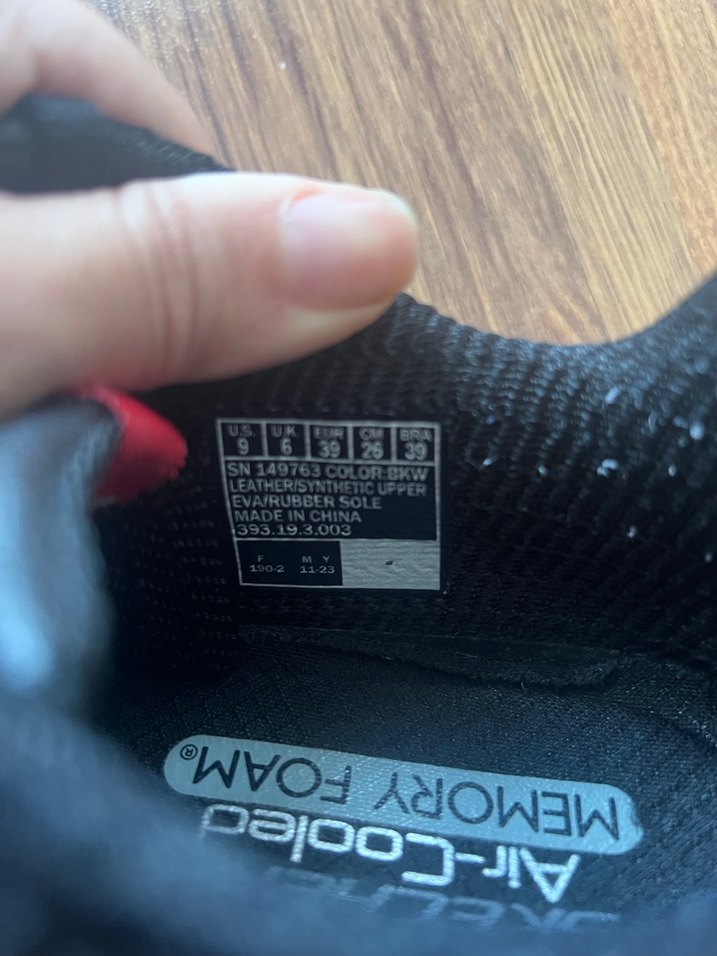 U.S. U.K. EUR CM BRA
9 6 39 26 39
SN 149763 COLOR:BKW
LEATHER/SYNTHETIC UPPER
EVA/RUBBER SOLE
MADE IN CHINA
393.19.3.003
F M Y
190-2 11-23
MEMORY FOAM®
Air-Cooled